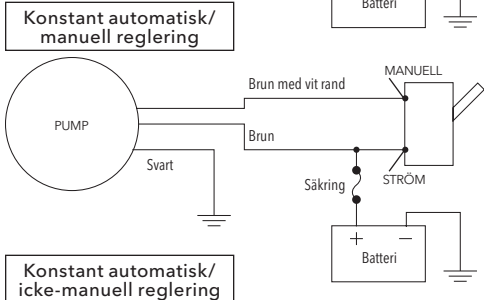 Batteri
Konstant automatisk/
manuell reglering
MANUELL
Brun med vit rand
PUMP
Brun
Svart
Säkring
STRÖM
+ –
Batteri
Konstant automatisk/
icke-manuell reglering